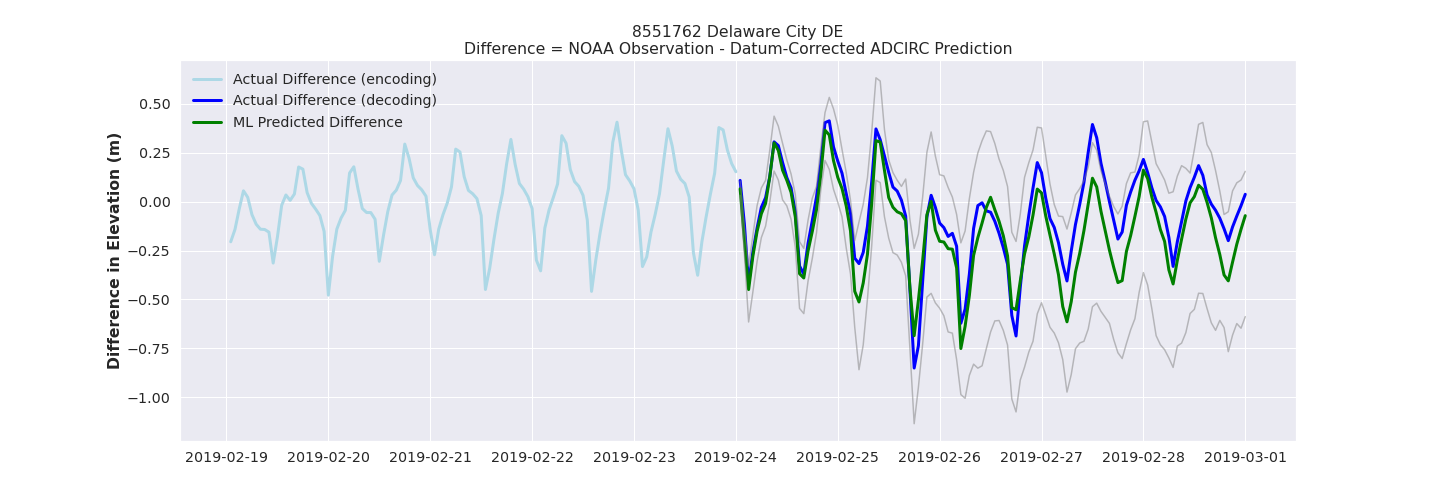 8551762 Delaware City DE
Difference = NOAA Observation - Datum-Corrected ADCIRC Prediction
Actual Difference (encoding)
Actual Difference (decoding)
ML Predicted Difference
Difference in Elevation (m)
0.50
0.25
0.00
−0.25
−0.50
−0.75
−1.00
2019-02-19 2019-02-20 2019-02-21 2019-02-22 2019-02-23 2019-02-24 2019-02-25 2019-02-26 2019-02-27 2019-02-28 2019-03-01